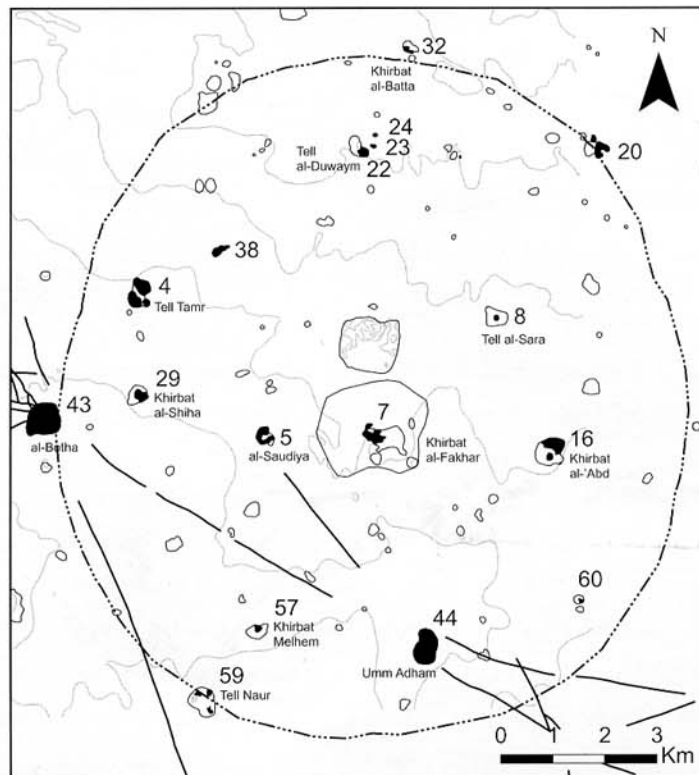 32
Khirbat
al-Batta
N
24
23
Tell
al-Duwaym
22
20
38
4
Tell Tamr
8
Tell al-Sara
29
Khirbat
al-Shiha
43
al-Botha
5
al-Saudiya
7
Khirbat
al-Fakhar
16
Khirbat
al-'Abd
60
57
Khirbat
Melhem
44
Umm Adham
59
Tell Naur
0 1 2 3
Km